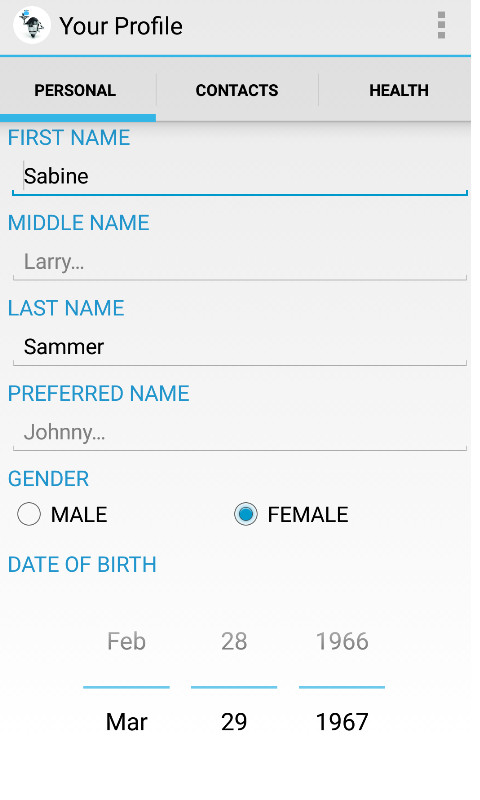 Your Profile
PERSONAL CONTACTS HEALTH
FIRST NAME
Sabine
MIDDLE NAME
Larry...
LAST NAME
Sammer
PREFERRED NAME
Johnny...
GENDER
MALE FEMALE
DATE OF BIRTH
Feb 28 1966
Mar 29 1967